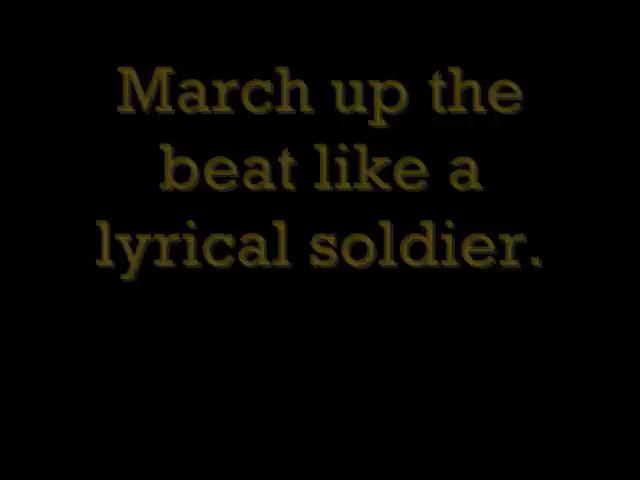 March up the
beat like a
lyrical soldier.